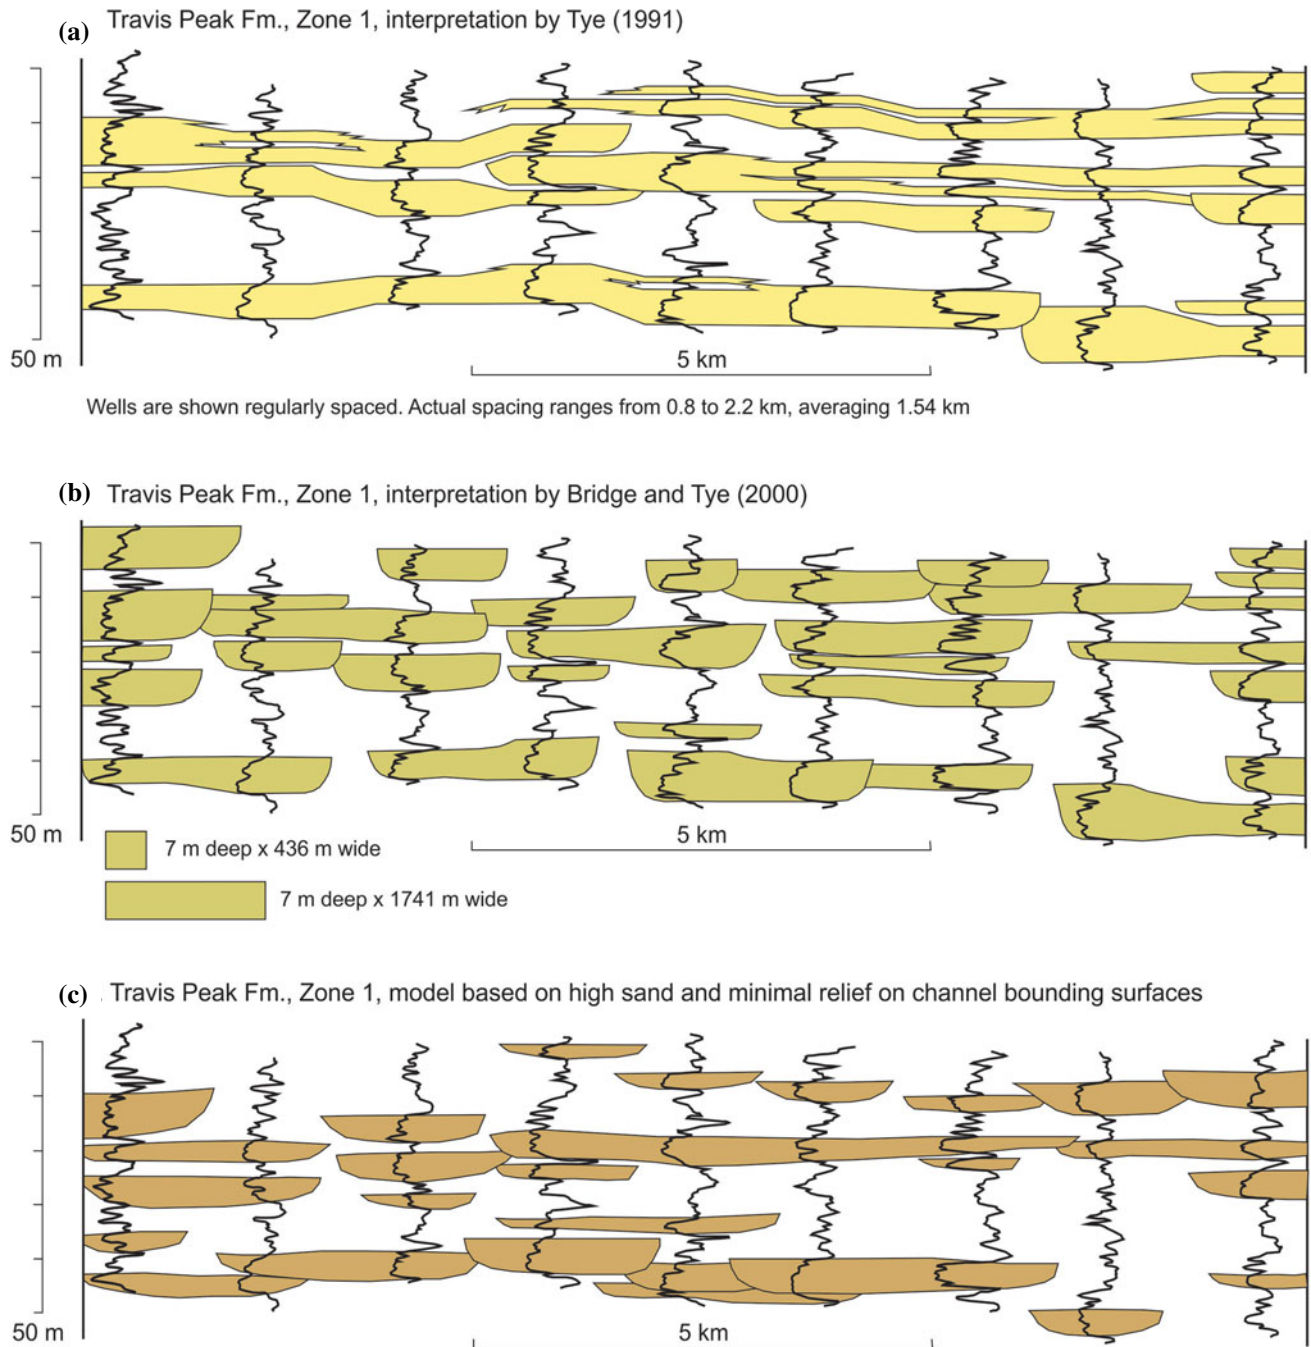 (a) Travis Peak Fm., Zone 1, interpretation by Tye (1991)
50 m
5 km
Wells are shown regularly spaced. Actual spacing ranges from 0.8 to 2.2 km, averaging 1.54 km
(b) Travis Peak Fm., Zone 1, interpretation by Bridge and Tye (2000)
50 m
5 km
7 m deep x 436 m wide
7 m deep x 1741 m wide
(c) . Travis Peak Fm., Zone 1, model based on high sand and minimal relief on channel bounding surfaces
50 m
5 km